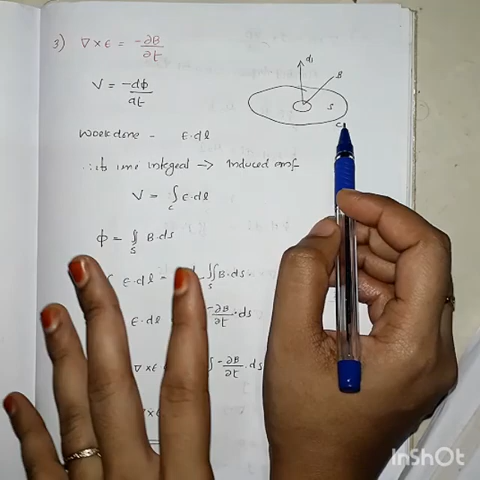 3) ∇ × E = -∂B/∂t
V = -dϕ/dt
ds
B
S
C
Work done - E.dl
∴ its line integral → Induced emf
V = ∫c E.dl
ϕ = ∬s B.ds
E.dl = ∬s B.ds
E.dl -∂B/∂t . ds
∇×E ∫ -∂B/∂t . ds
InShOt